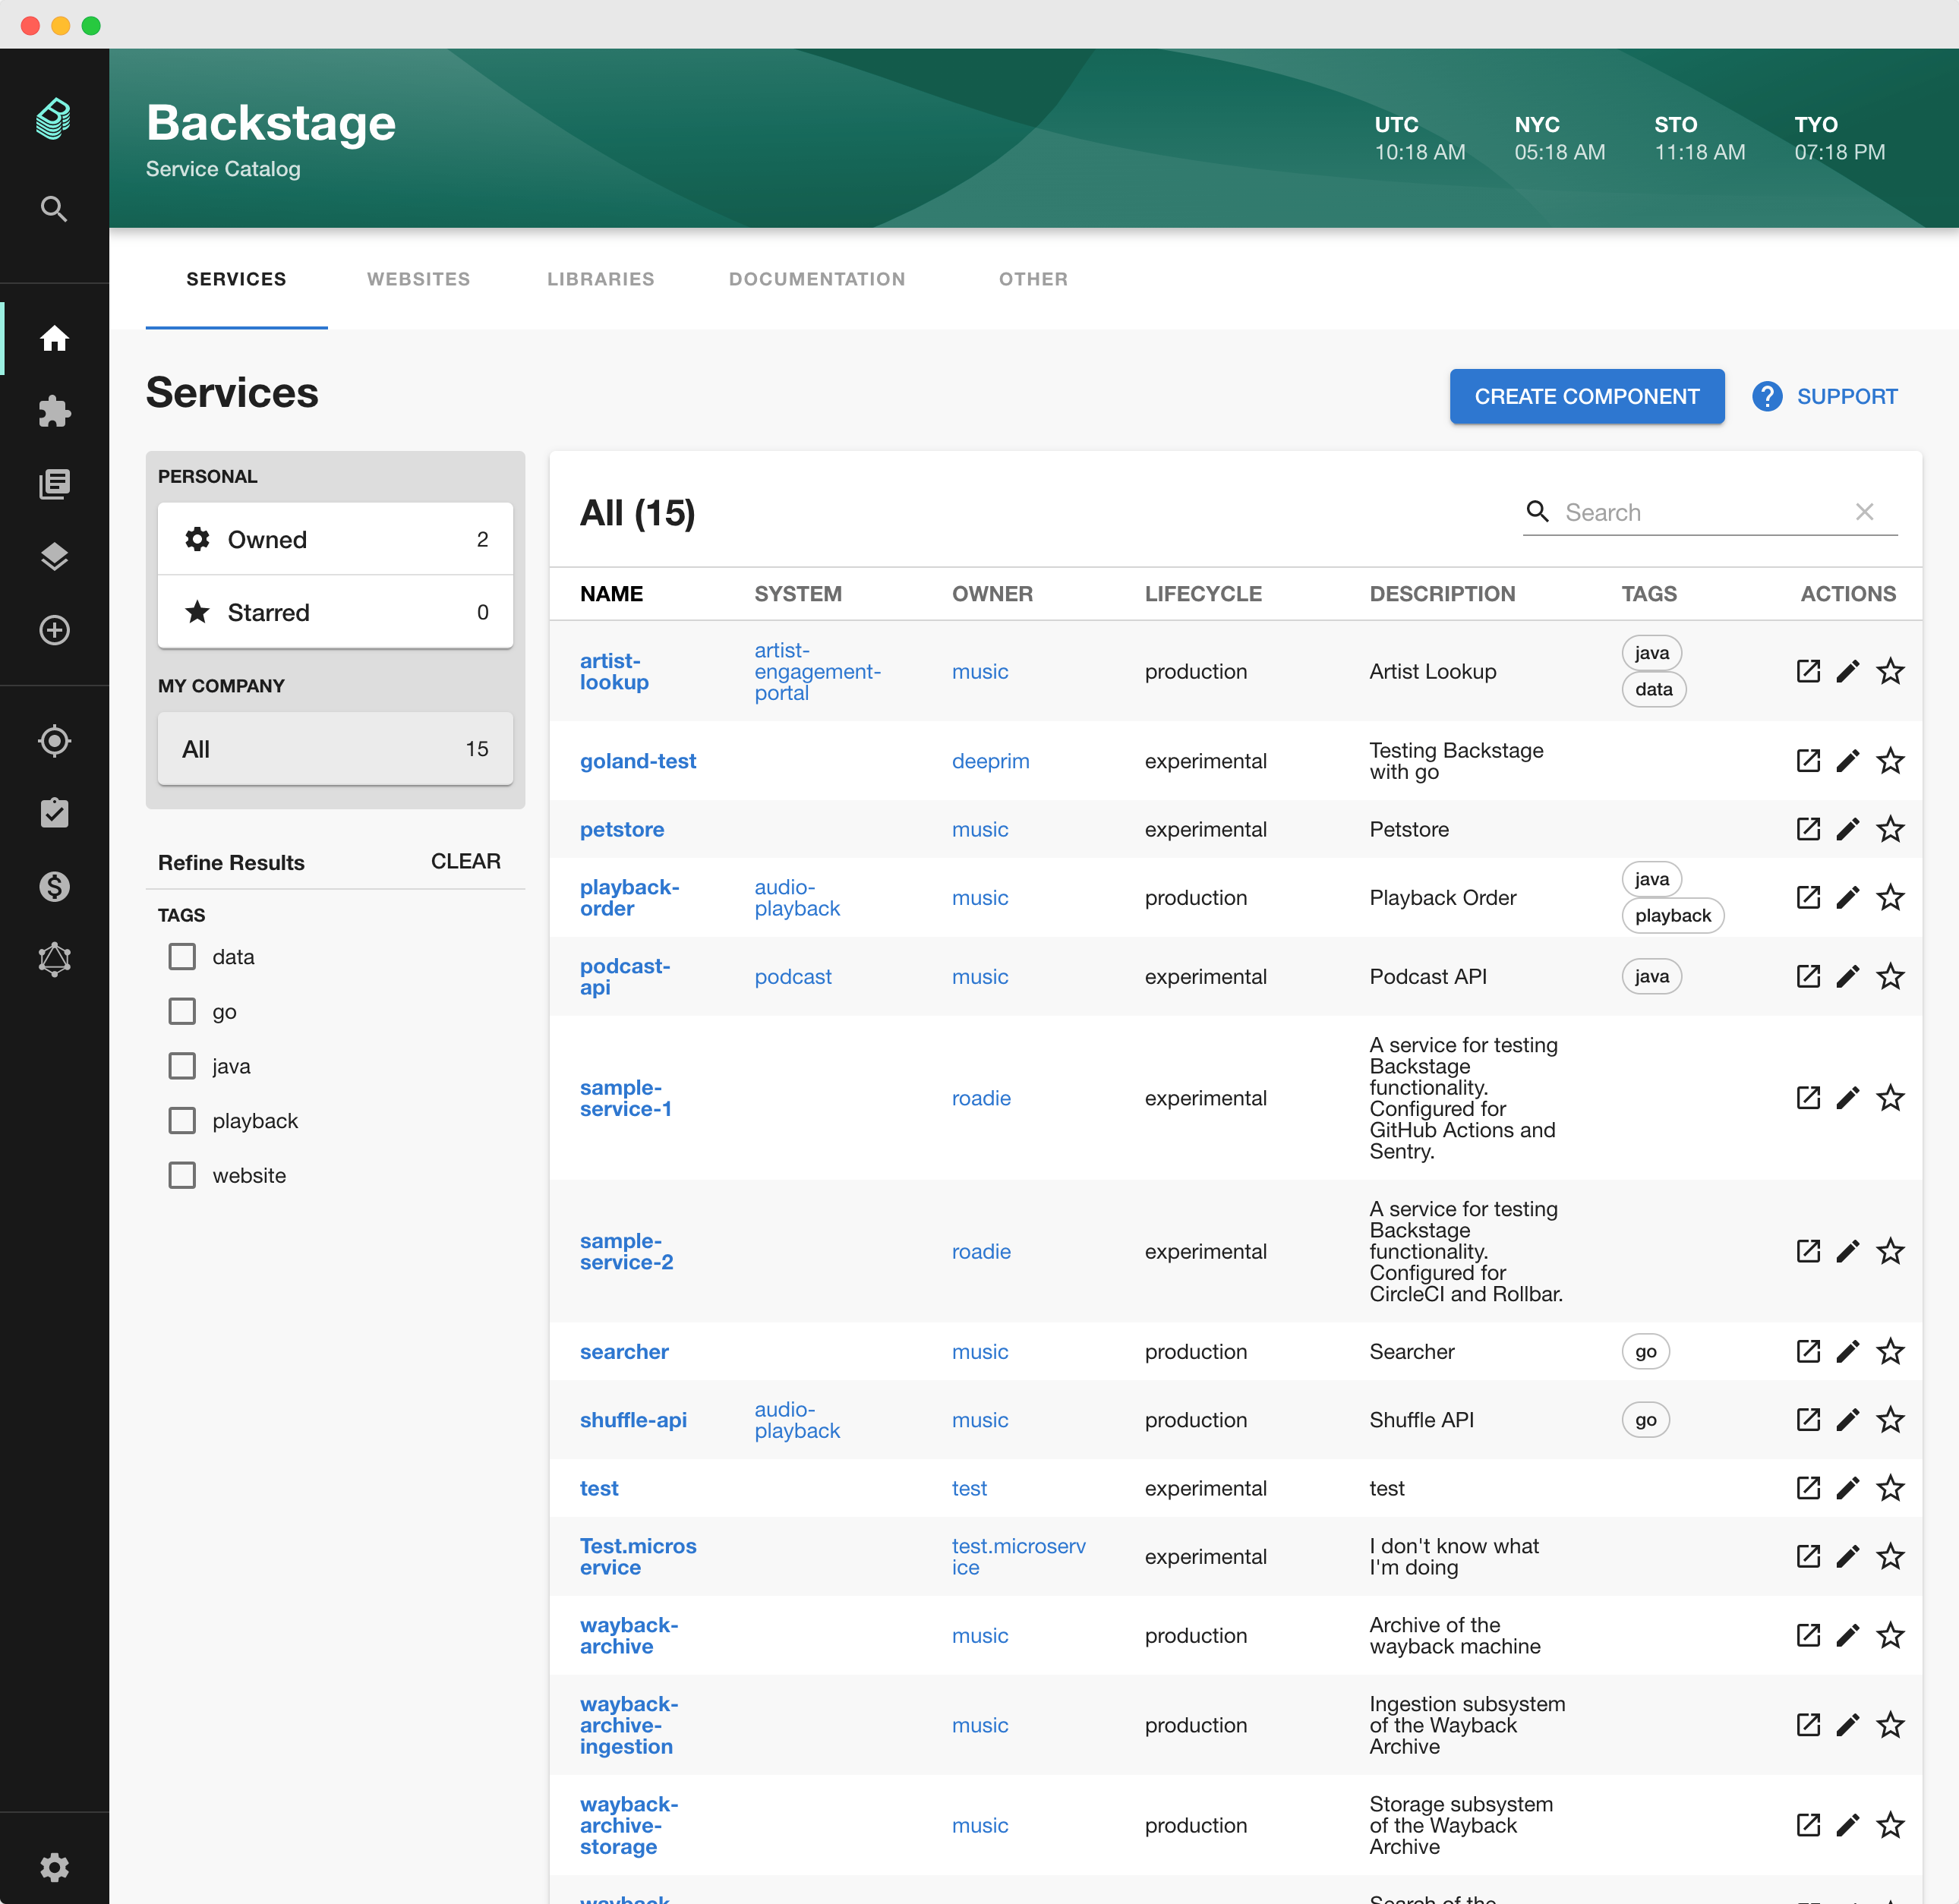 Backstage
Service Catalog
UTC
10:18 AM
NYC
05:18 AM
STO
11:18 AM
TYO
07:18 PM
SERVICES
WEBSITES
LIBRARIES
DOCUMENTATION
OTHER
Services
CREATE COMPONENT
? SUPPORT
PERSONAL
Owned 2
Starred 0
MY COMPANY
All 15
Refine Results CLEAR
TAGS
data
go
java
playback
website
All (15)
Search
NAME SYSTEM OWNER LIFECYCLE DESCRIPTION TAGS ACTIONS
artist-
lookup
artist-
engagement-
portal
music
production
Artist Lookup
java
data
goland-test
deeprim
experimental
Testing Backstage
with go
petstore
music
experimental
Petstore
playback-
order
audio-
playback
music
production
Playback Order
java
playback
podcast-
api
podcast
music
experimental
Podcast API
java
sample-
service-1
roadie
experimental
A service for testing
Backstage
functionality.
Configured for
GitHub Actions and
Sentry.
sample-
service-2
roadie
experimental
A service for testing
Backstage
functionality.
Configured for
CircleCI and Rollbar.
searcher
music
production
Searcher
go
shuffle-api
audio-
playback
music
production
Shuffle API
go
test
test
experimental
test
Test.micros
ervice
test.microserv
ice
experimental
I don't know what
I'm doing
wayback-
archive
music
production
Archive of the
wayback machine
wayback-
archive-
ingestion
music
production
Ingestion subsystem
of the Wayback
Archive
wayback-
archive-
storage
music
production
Storage subsystem
of the Wayback
Archive
wayback-
Search of the